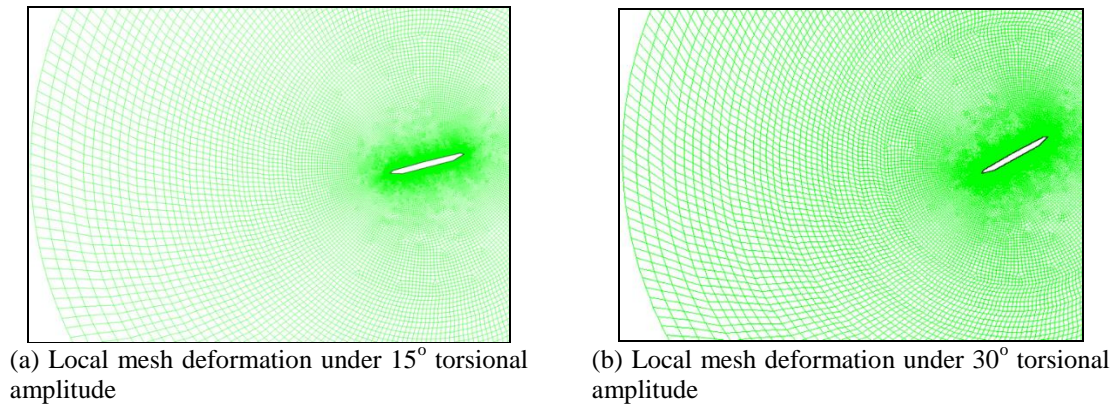 (a) Local mesh deformation under 15° torsional
amplitude
(b) Local mesh deformation under 30° torsional
amplitude